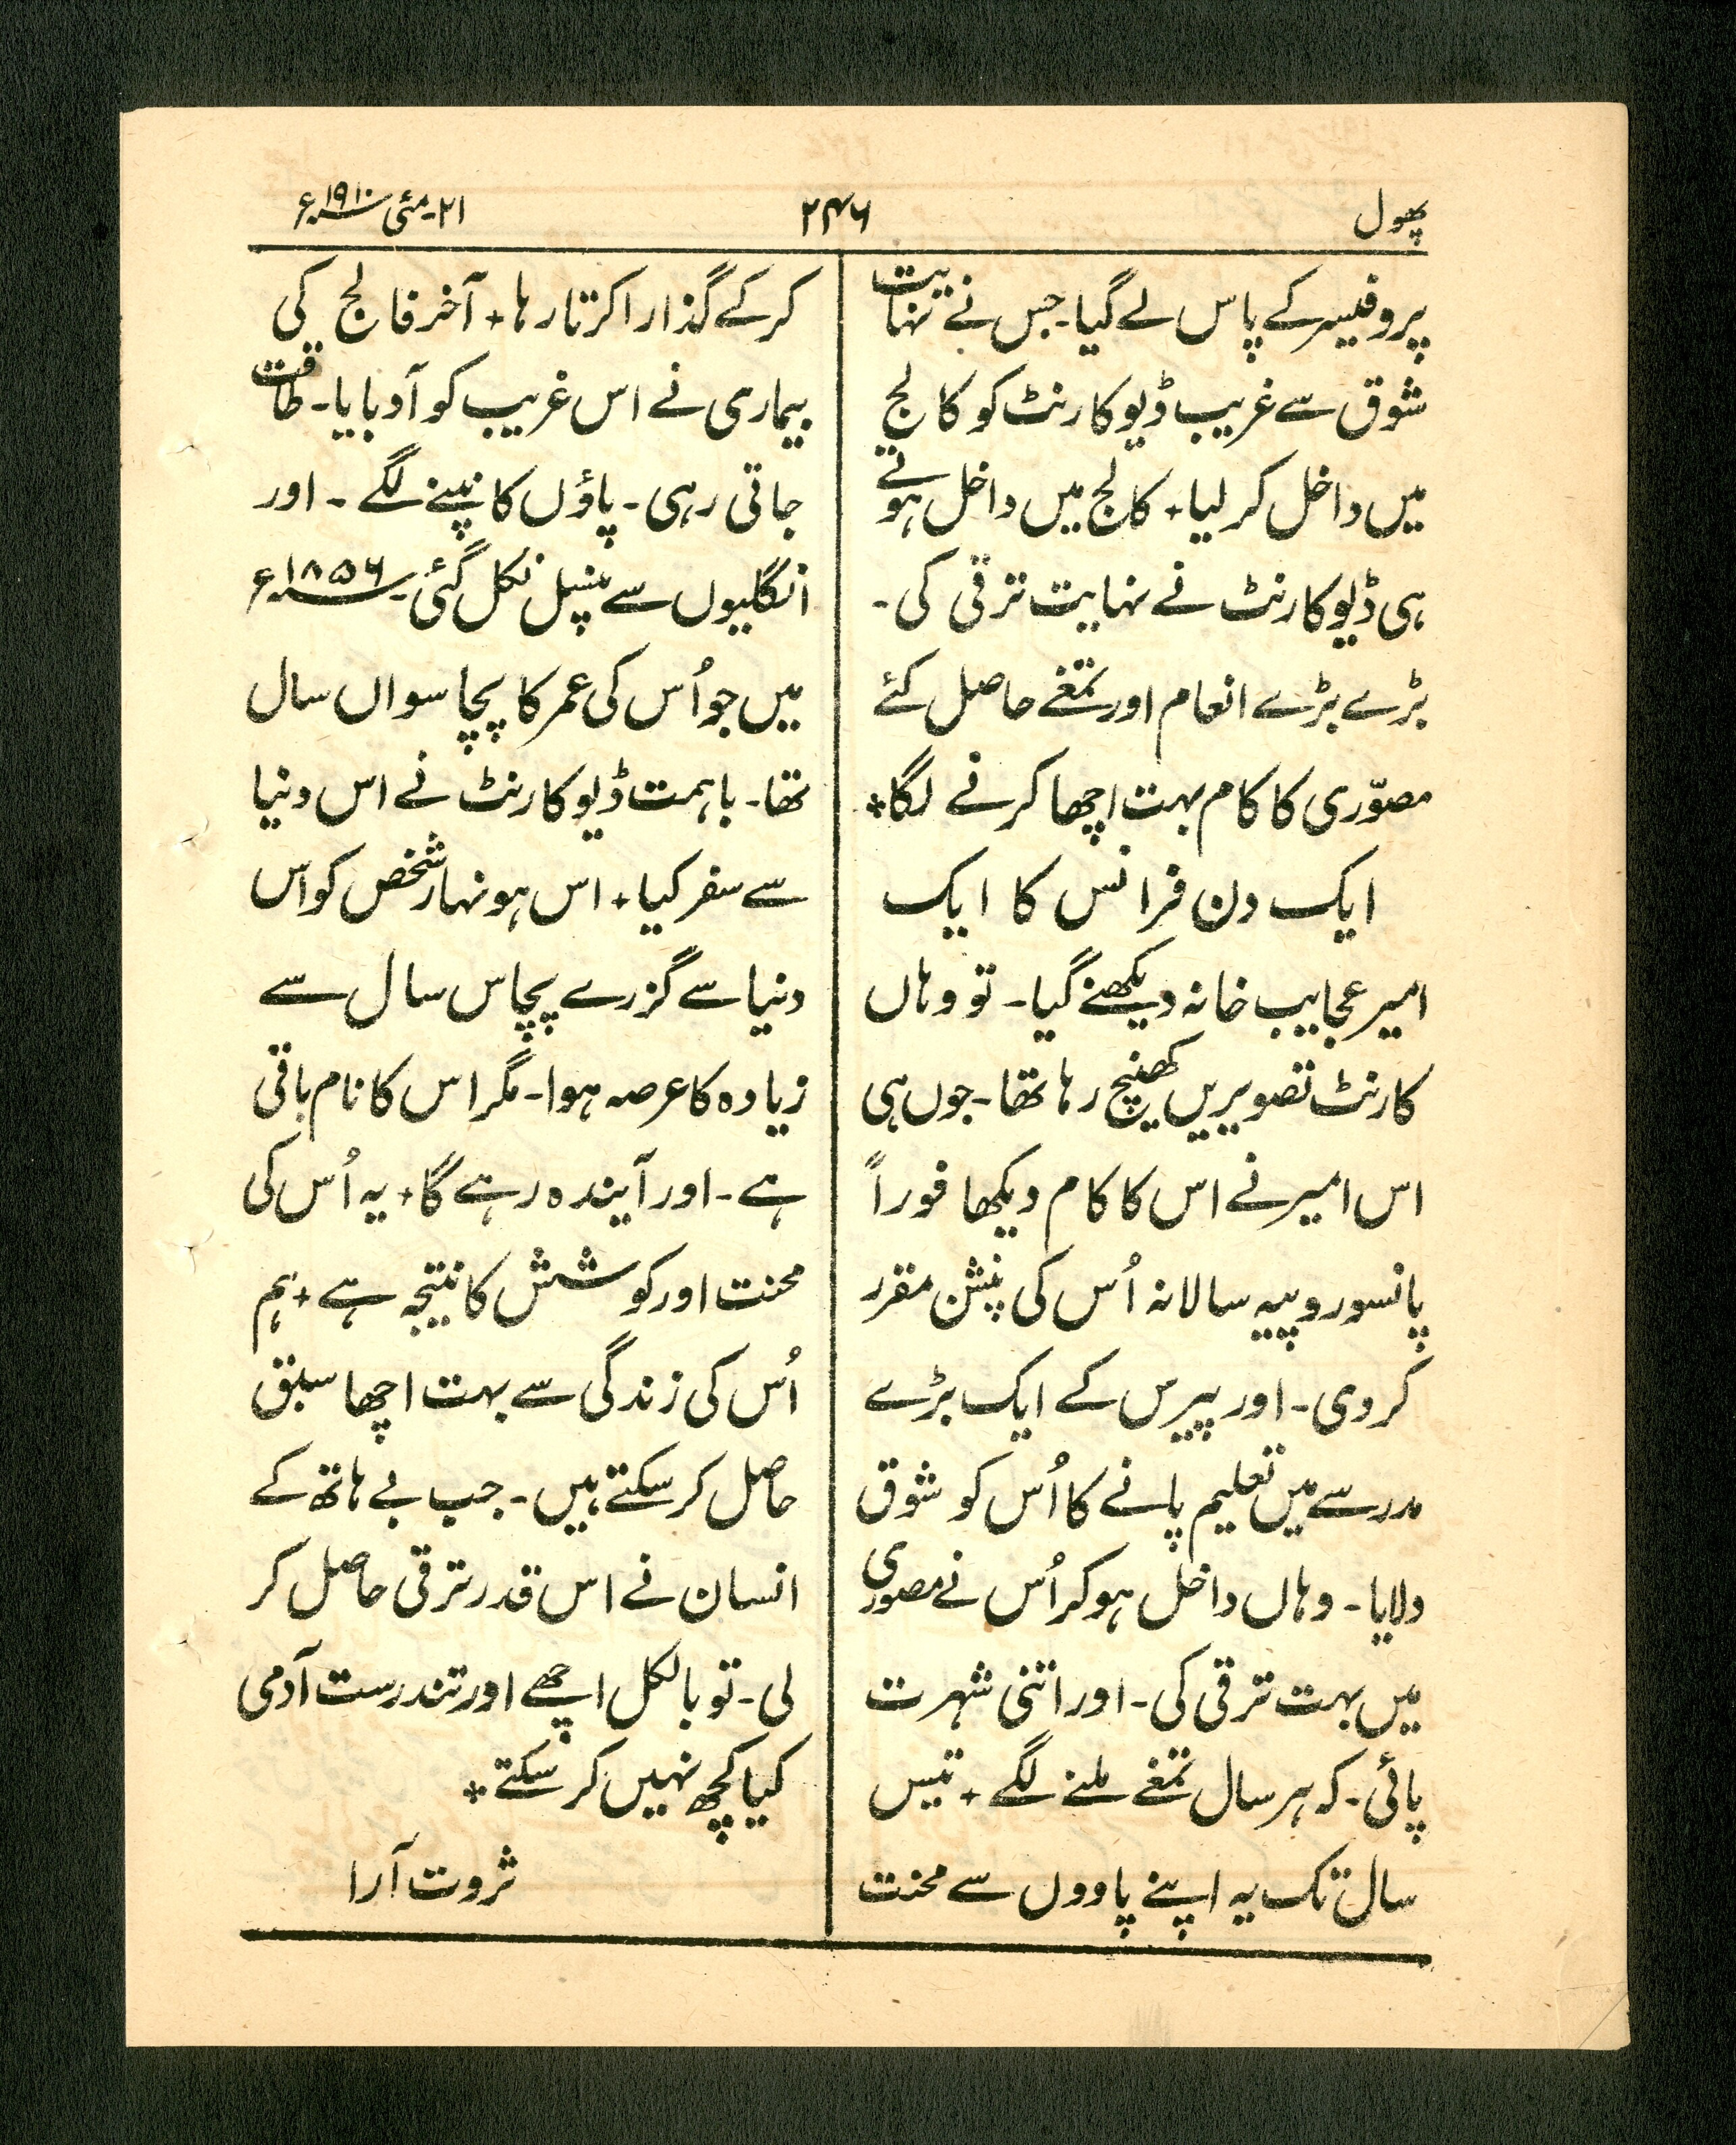 پھول
۲۴۶
۲۱-مئی سنہ ۱۹۱۰ء
پروفیسر کے پاس لے گیا۔ جس نے نہایت
شوق سے غریب ڈیوکارنٹ کو کالج
میں داخل کر لیا+ کالج میں داخل ہوتے
ہی ڈیوکارنٹ نے نہایت ترقی کی۔
بڑے بڑے انعام اور تمغے حاصل کئے
مصوّری کا کام بہت اچھا کرنے لگا+
ایک دن فرانس کا ایک
امیر عجایب خانہ دیکھنے گیا۔ تو وہاں
کارنٹ تصویریں کھینچ رہا تھا۔ جوں ہی
اس امیر نے اس کا کام دیکھا فوراً
پانسو روپیہ سالانہ اُس کی پنشن مقرر
کر دی۔ اور پیرس کے ایک بڑے
مدرسے میں تعلیم پانے کا اُس کو شوق
دلایا۔ وہاں داخل ہوکر اُس نے مصوری
میں بہت ترقی کی۔ اور اتنی شہرت
پائی۔ کہ ہر سال تمغے ملنے لگے+ تیس
سال تک یہ اپنے پاووں سے محنت
کر کے گذارا کرتا رہا+ آخر فالج کی
بیماری نے اس غریب کو آدبایا۔ طاقت
جاتی رہی۔ پاؤں کانپنے لگے۔ اور
انگلیوں سے پنسل نکل گئی۔ سنہ ۱۸۵۶ء
میں جو اُس کی عمر کا پچاسواں سال
تھا۔ باہمت ڈیوکارنٹ نے اس دنیا
سے سفر کیا+ اس ہونہار شخص کو اس
دنیا سے گزرے پچاس سال سے
زیادہ کا عرصہ ہوا۔ مگر اس کا نام باقی
ہے۔ اور آیندہ رہے گا+ یہ اُس کی
محنت اور کوشش کا نتیجہ ہے+ ہم
اُس کی زندگی سے بہت اچھا سبق
حاصل کر سکتے ہیں۔ جب بے ہاتھ کے
انسان نے اس قدر ترقی حاصل کر
لی۔ تو بالکل اچھے اور تندرست آدمی
کیا کچھ نہیں کر سکتے+
ثروت آرا